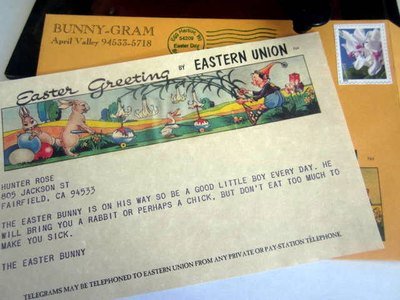 BUNNY-GRAM
April Valley 94533-5718
54209
Easter Day
Easter Greeting BY EASTERN UNION
HUNTER ROSE
805 JACKSON ST
FAIRFIELD, CA 94533
THE EASTER BUNNY IS ON HIS WAY SO BE A GOOD LITTLE BOY EVERY DAY. HE
WILL BRING YOU A RABBIT OR PERHAPS A CHICK, BUT DON'T EAT TOO MUCH TO
MAKE YOU SICK.
THE EASTER BUNNY
TELEGRAMS MAY BE TELEPHONED TO EASTERN UNION FROM ANY PRIVATE OR PAY-STATION TELEPHONE